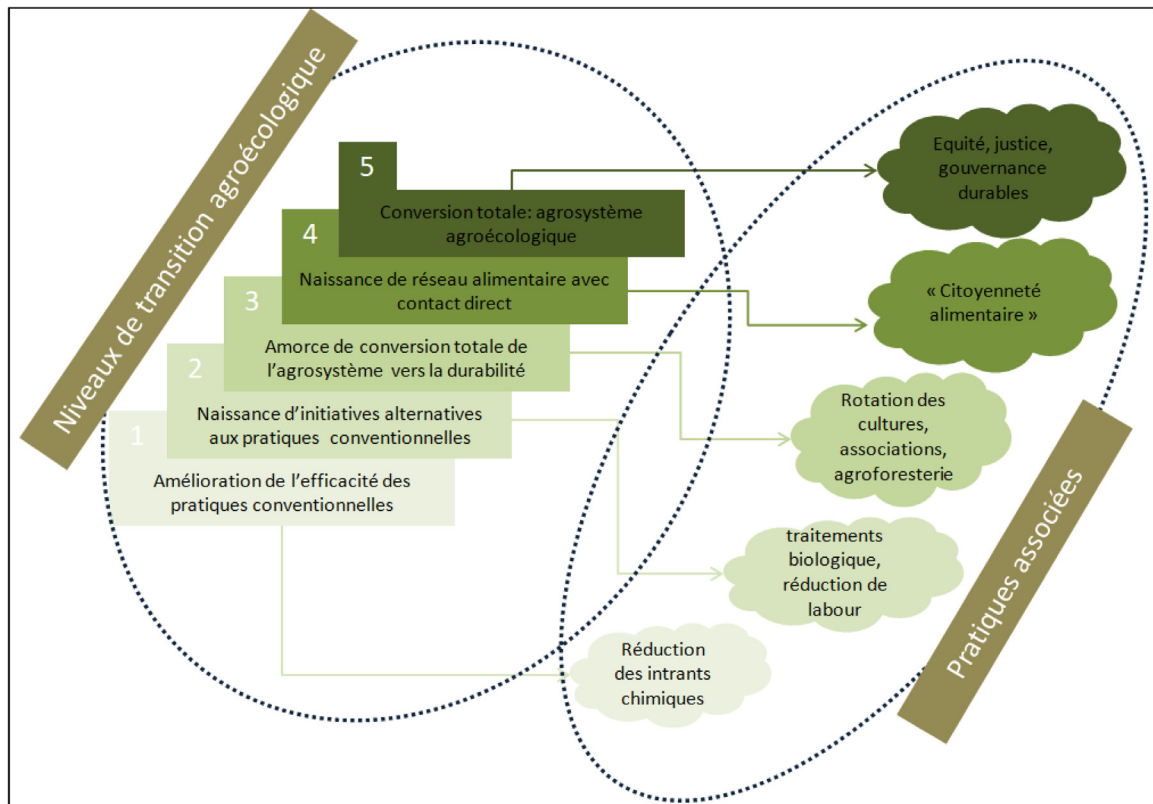 Niveaux de transition agroécologique
5
Conversion totale: agrosystème
agroécologique
4
Naissance de réseau alimentaire avec
contact direct
3
Amorce de conversion totale de
l’agrosystème vers la durabilité
2
Naissance d’initiatives alternatives
aux pratiques conventionnelles
1
Amélioration de l’efficacité des
pratiques conventionnelles
Equité, justice,
gouvernance
durables
« Citoyenneté
alimentaire »
Rotation des
cultures,
associations,
agroforesterie
traitements
biologique,
réduction de
labour
Réduction
des intrants
chimiques
Pratiques associées